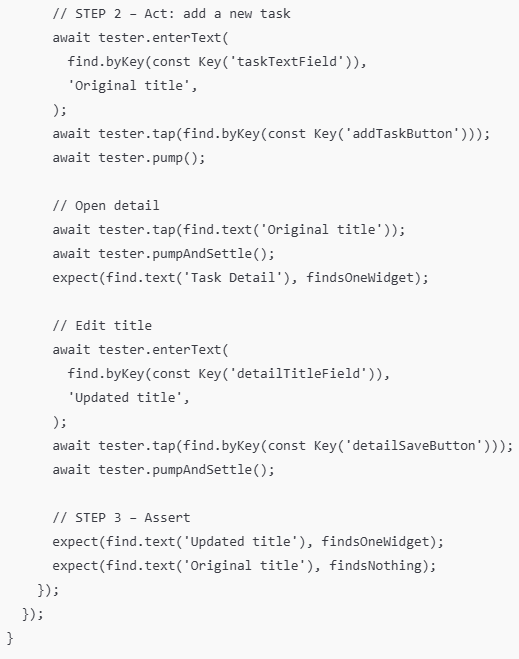 // STEP 2 – Act: add a new task
await tester.enterText(
find.byKey(const Key('taskTextField')),
'Original title',
);
await tester.tap(find.byKey(const Key('addTaskButton')));
await tester.pump();
// Open detail
await tester.tap(find.text('Original title'));
await tester.pumpAndSettle();
expect(find.text('Task Detail'), findsOneWidget);
// Edit title
await tester.enterText(
find.byKey(const Key('detailTitleField')),
'Updated title',
);
await tester.tap(find.byKey(const Key('detailSaveButton')));
await tester.pumpAndSettle();
// STEP 3 – Assert
expect(find.text('Updated title'), findsOneWidget);
expect(find.text('Original title'), findsNothing);
});
});
}